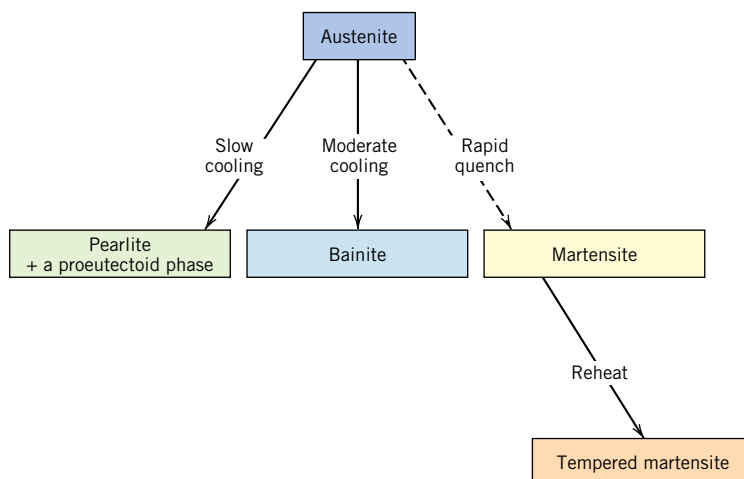 Austenite
Slow
cooling
Moderate
cooling
Rapid
quench
Pearlite
+ a proeutectoid phase
Bainite
Martensite
Reheat
Tempered martensite